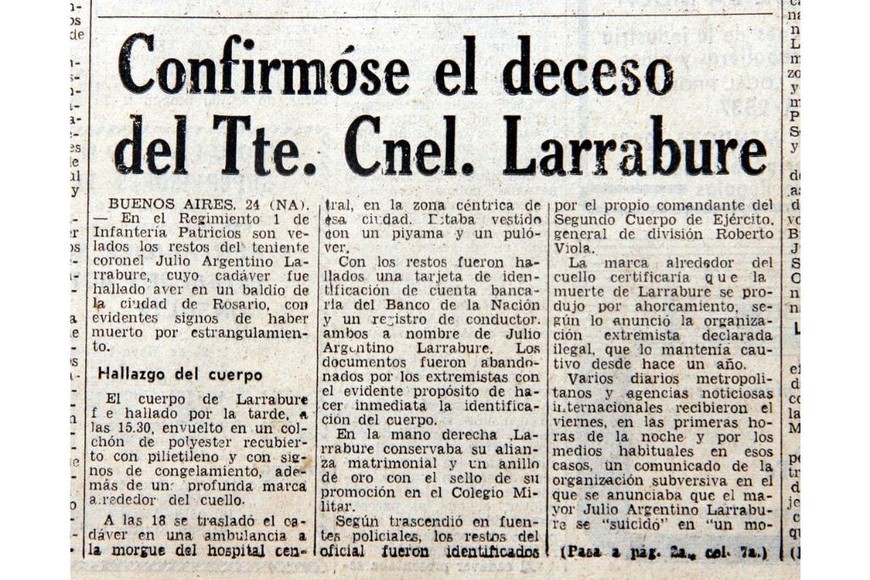 Confirmóse el deceso
del Tte. Cnel. Larrabure
BUENOS AIRES, 24 (NA).
— En el Regimiento 1 de
Infantería Patricios son ve-
lados los restos del teniente
coronel Julio Argentino La-
rrabure, cuyo cadáver fue
hallado ayer en un baldío de
la ciudad de Rosario, con
evidentes signos de haber
muerto por estrangulamien-
to.
Hallazgo del cuerpo
El cuerpo de Larrabure
f e hallado por la tarde, a
las 15.30, envuelto en un col-
chón de polyester recubier-
to con pilietileno y con sig-
nos de congelamiento, ade-
más de un profunda marca
alrededor del cuello.
A las 18 se trasladó el ca-
dáver en una ambulancia a
la morgue del hospital cen-
tral, en la zona céntrica de
esa ciudad. Estaba vestido
con un piyama y un puló-
ver.
Con los restos fueron ha-
llados una tarjeta de iden-
tificación de cuenta banca-
ria del Banco de la Nación
y un registro de conductor.
ambos a nombre de Julio
Argentino Larrabure. Los
documentos fueron abando-
nados por los extremistas con
el evidente propósito de ha-
cer inmediata la identifica-
ción del cuerpo.
En la mano derecha La-
rrabure conservaba su alian-
za matrimonial y un anillo
de oro con el sello de su
promoción en el Colegio Mi-
litar.
Según trascendió en fuen-
tes policiales, los restos del
oficial fueron identificados
por el propio comandante del
Segundo Cuerpo de Ejército,
general de división Roberto
Viola.
La marca alrededor del
cuello certificaría que la
muerte de Larrabure se pro-
dujo por ahorcamiento, se-
gún lo anunció la organiza-
ción extremista declarada
ilegal, que lo mantenía cau-
tivo desde hace un año.
Varios diarios metropoli-
tanos y agencias noticiosas
internacionales recibieron el
viernes, en las primeras ho-
ras de la noche y por los
medios habituales en esos
casos, un comunicado de la
organización subversiva en el
que se anunciaba que el ma-
yor Julio Argentino Larrabu-
re se "suicidó" en "un mo-
(Pasa a pág. 2a., col. 7a.)